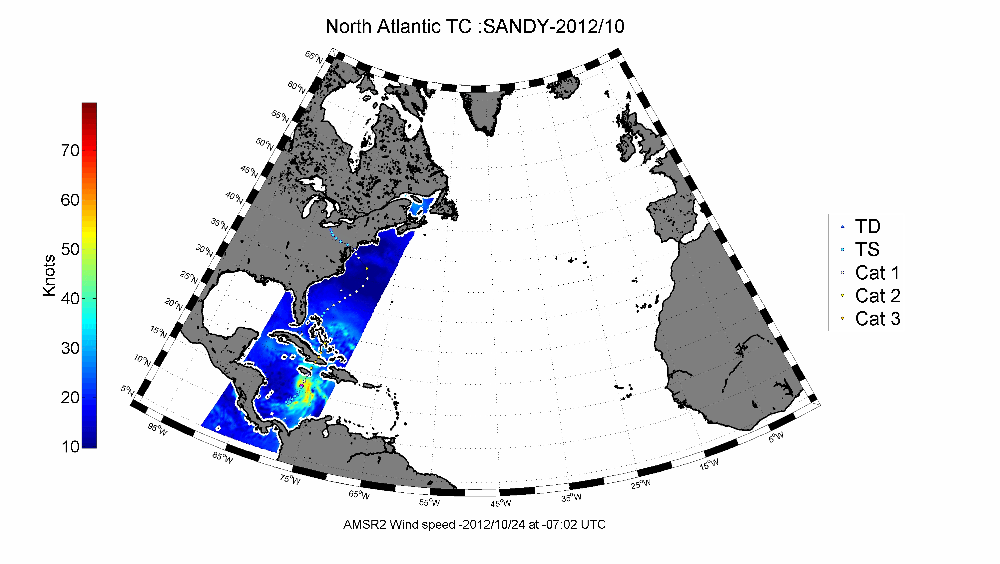 North Atlantic TC :SANDY-2012/10
65°N
60°N
55°N
50°N
45°N
40°N
35°N
30°N
25°N
20°N
15°N
10°N
5°N
95°W
85°W
75°W
65°W
55°W
45°W
35°W
25°W
15°W
5°W
70
60
50
40
30
20
10
Knots
TD
TS
Cat 1
Cat 2
Cat 3
AMSR2 Wind speed -2012/10/24 at -07:02 UTC